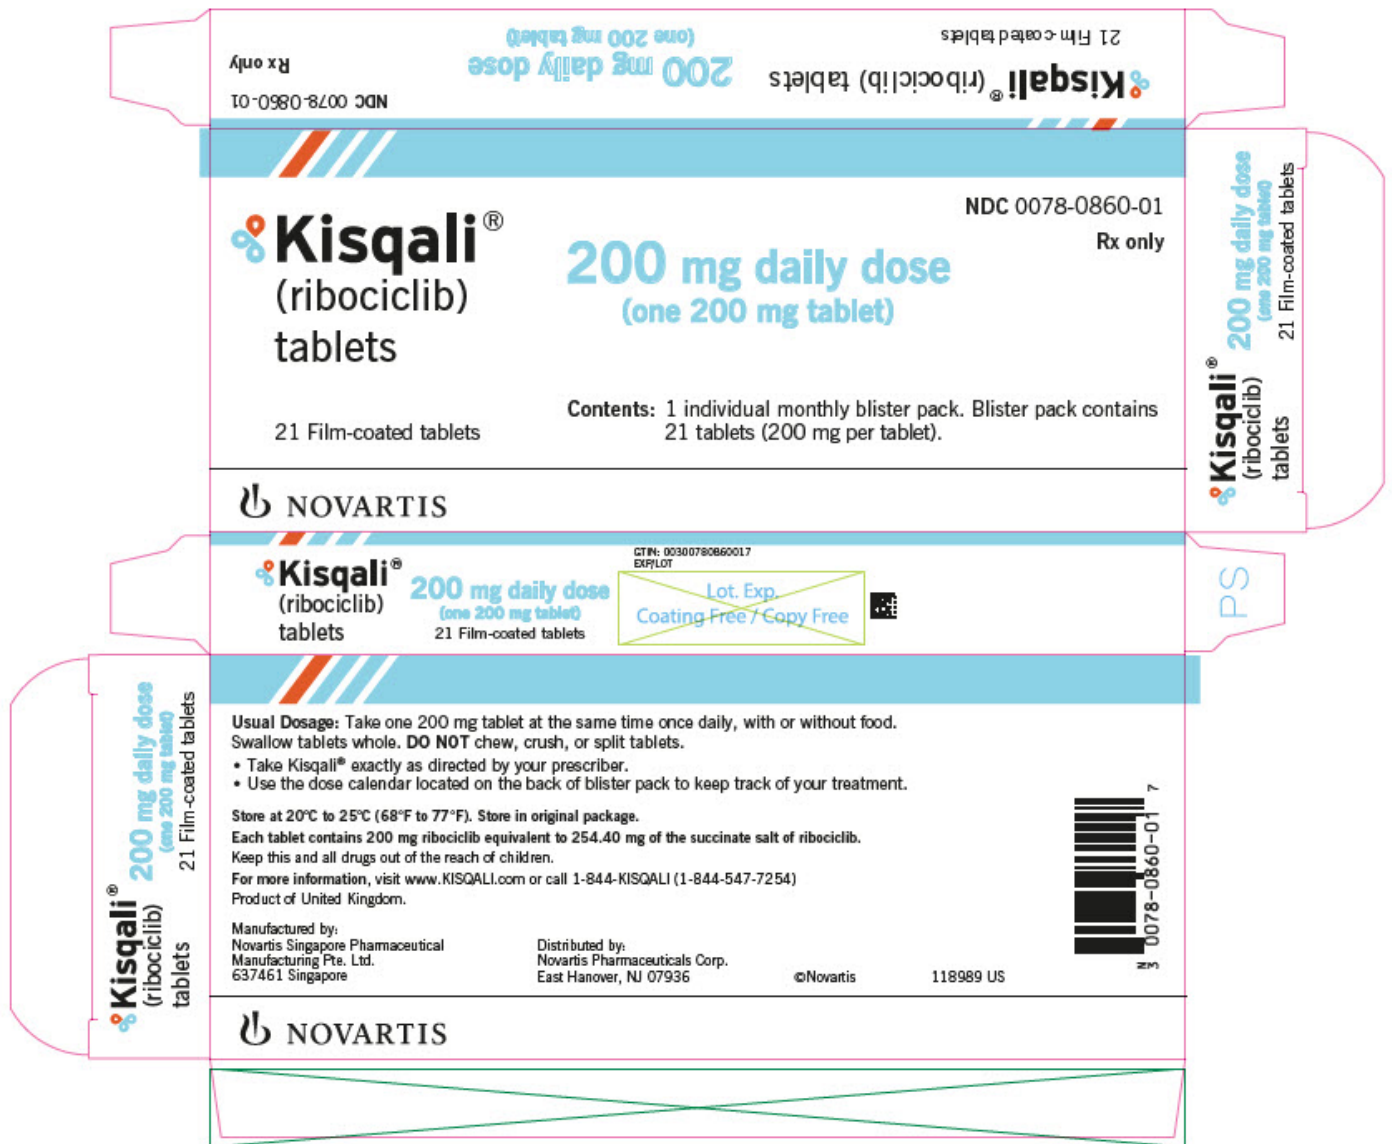 NDC 0078-0860-01
Rx only
200 mg daily dose
(one 200 mg tablet)
Kisqali® (ribociclib) tablets
21 Film-coated tablets
Kisqali®
(ribociclib)
tablets
21 Film-coated tablets
200 mg daily dose
(one 200 mg tablet)
NDC 0078-0860-01
Rx only
Contents: 1 individual monthly blister pack. Blister pack contains
21 tablets (200 mg per tablet).
NOVARTIS
Kisqali®
(ribociclib)
tablets
200 mg daily dose
(one 200 mg tablet)
21 Film-coated tablets
Kisqali®
(ribociclib)
tablets
200 mg daily dose
(one 200 mg tablet)
21 Film-coated tablets
GTIN: 00300780860017
EXP/LOT
Lot. Exp.
Coating Free / Copy Free
PS
Kisqali®
(ribociclib)
tablets
200 mg daily dose
(one 200 mg tablet)
21 Film-coated tablets
Usual Dosage: Take one 200 mg tablet at the same time once daily, with or without food.
Swallow tablets whole. DO NOT chew, crush, or split tablets.
• Take Kisqali® exactly as directed by your prescriber.
• Use the dose calendar located on the back of blister pack to keep track of your treatment.
Store at 20°C to 25°C (68°F to 77°F). Store in original package.
Each tablet contains 200 mg ribociclib equivalent to 254.40 mg of the succinate salt of ribociclib.
Keep this and all drugs out of the reach of children.
For more information, visit www.KISQALI.com or call 1-844-KISQALI (1-844-547-7254)
Product of United Kingdom.
Manufactured by:
Novartis Singapore Pharmaceutical
Manufacturing Pte. Ltd.
637461 Singapore
Distributed by:
Novartis Pharmaceuticals Corp.
East Hanover, NJ 07936
©Novartis
118989 US
N
3 0078-0860-01 7
NOVARTIS